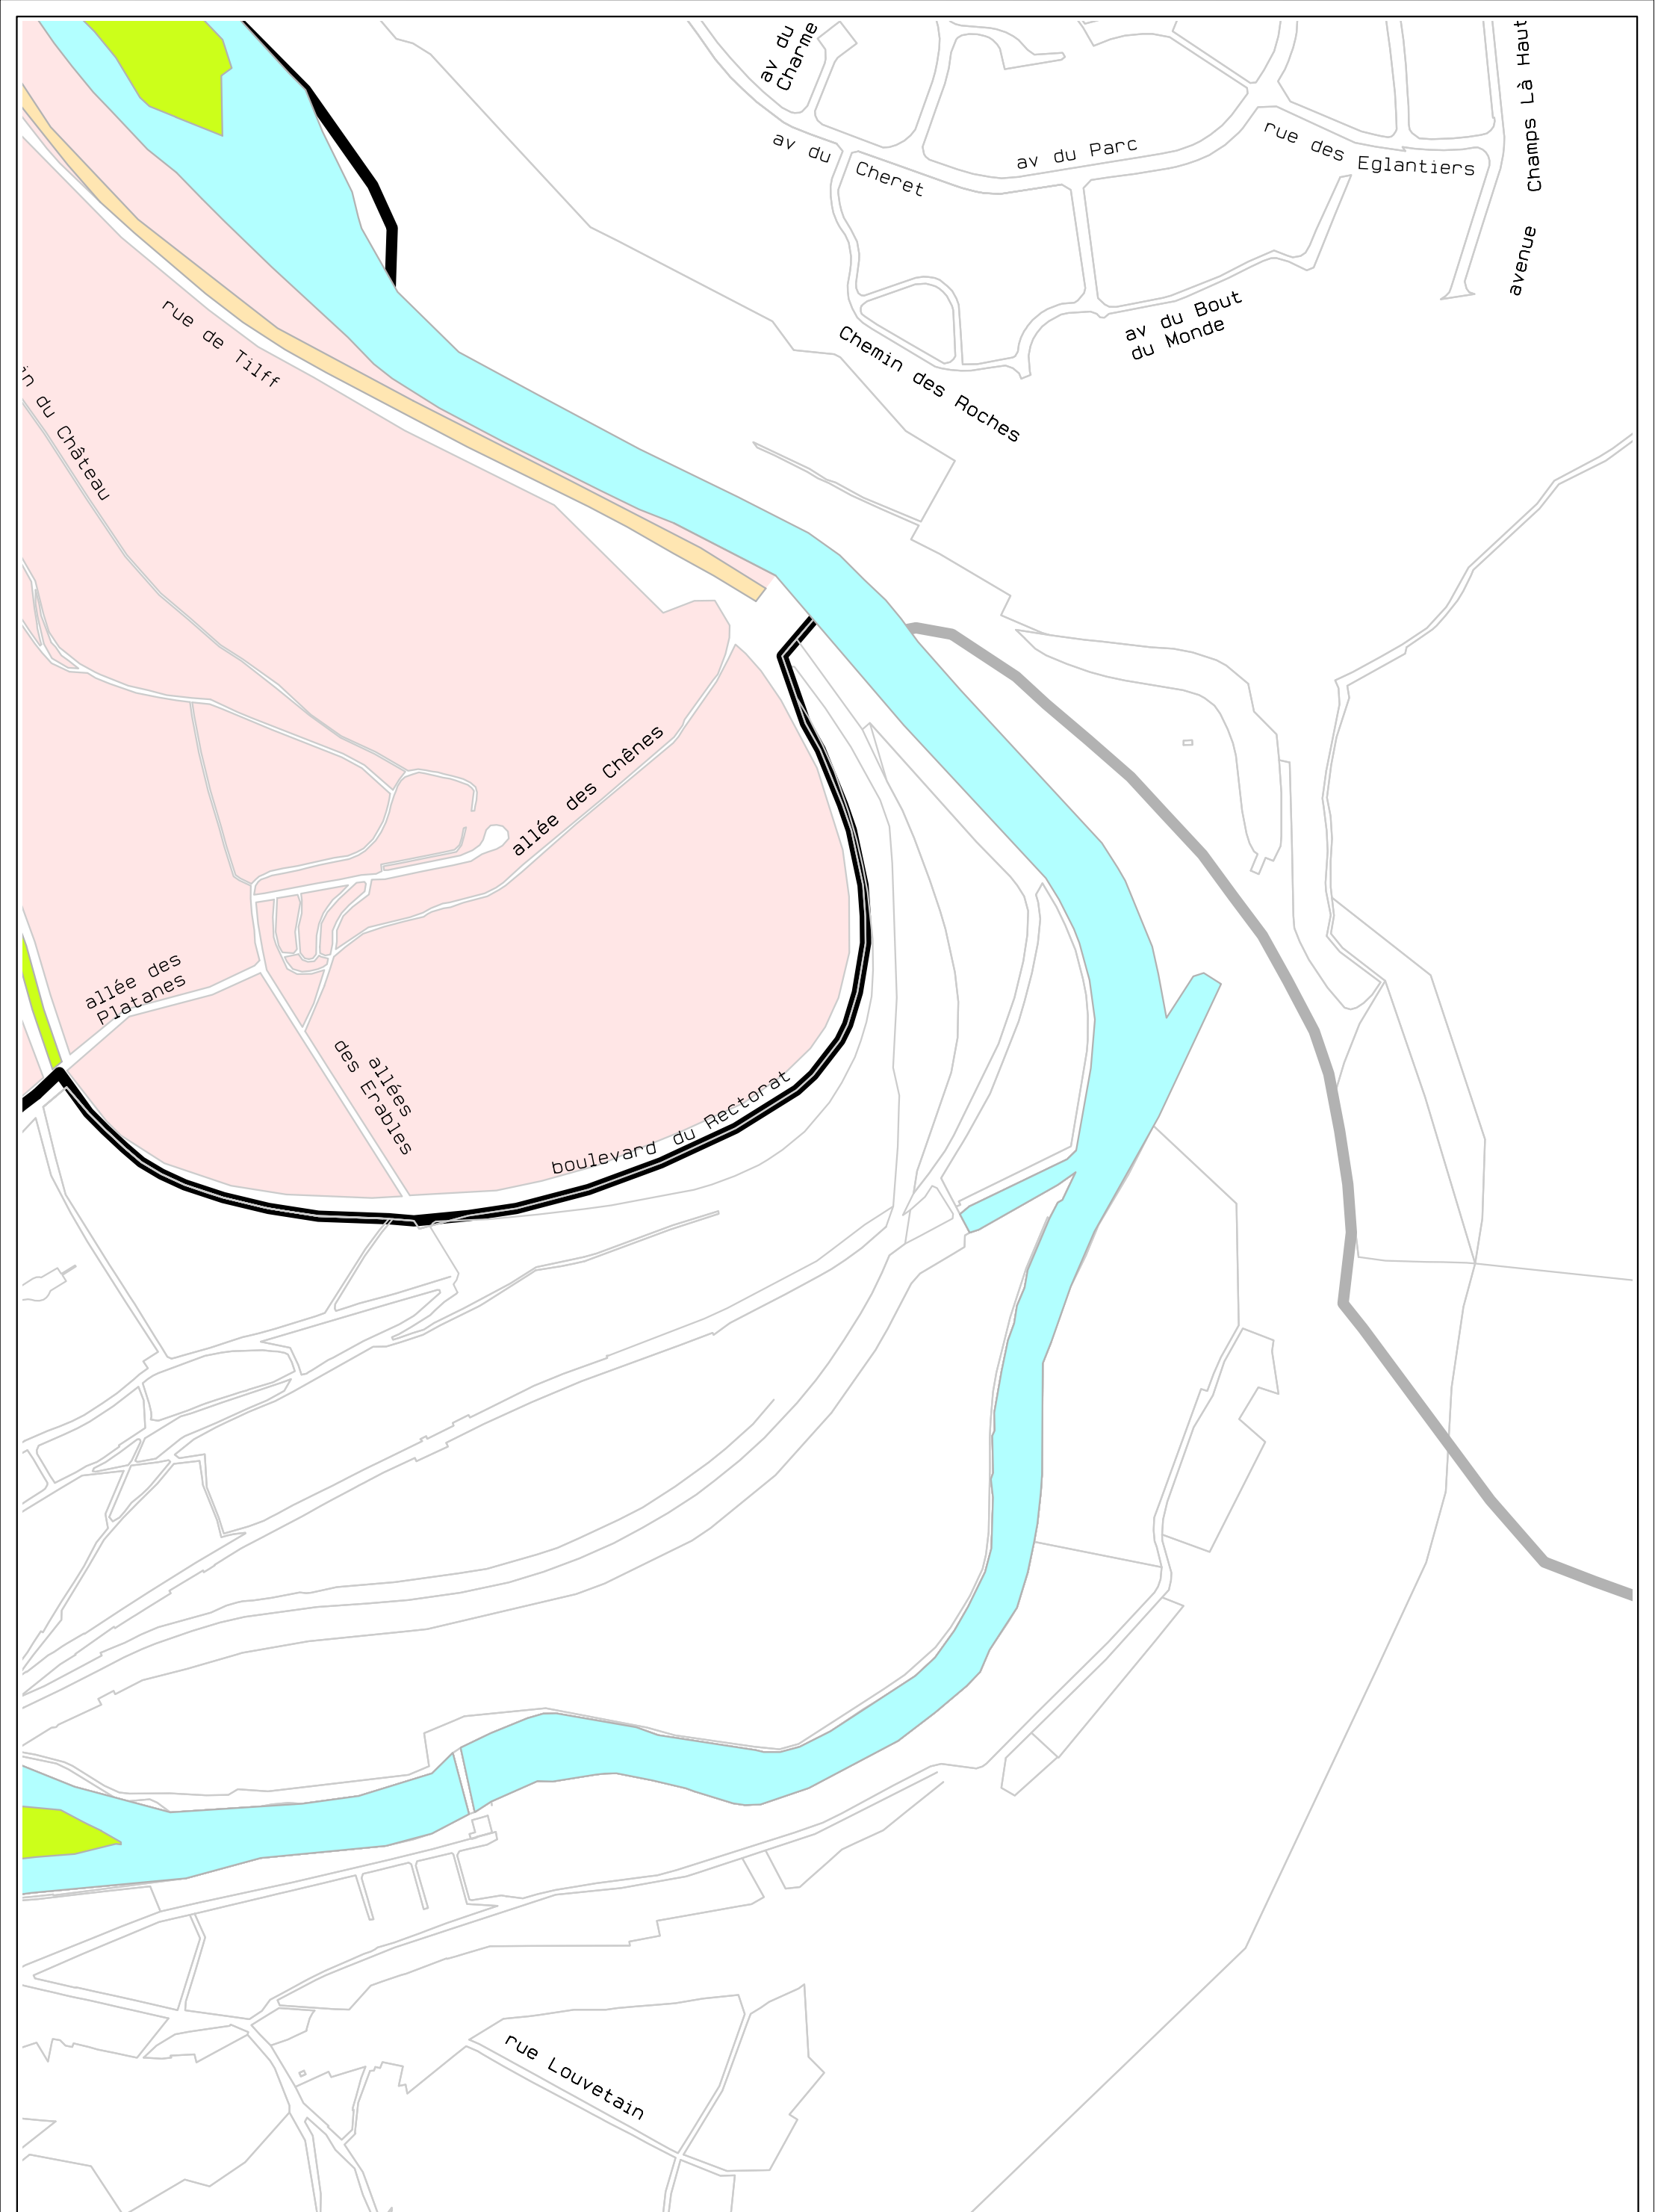 av du
Charme
av du Cheret
av du Parc
rue des Eglantiers
avenue Champs Là Haut
av du Bout
du Monde
Chemin des Roches
rue de Tilff
in du Château
allée des Chênes
allée des
Platanes
allées
des Erables
boulevard du Rectorat
rue Louvetain